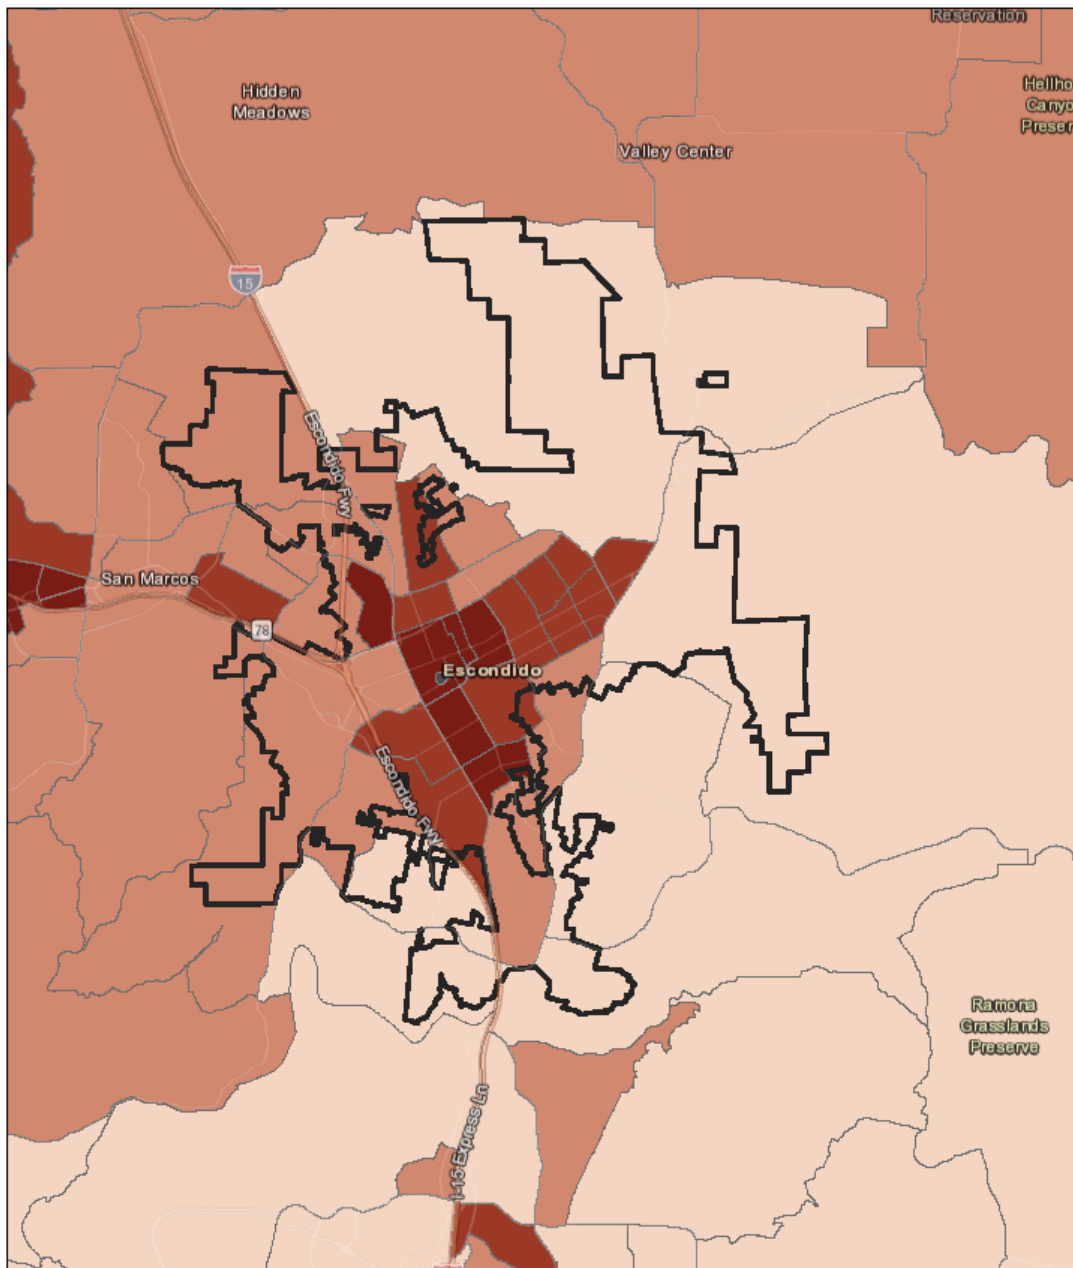 Reservation
Hidden
Meadows
Hellho
Canyo
Preser
Valley Center
15
Escondido Fwy
San Marcos
78
Escondido
Escondido Fwy
Ramona
Grasslands
Preserve
I-15 Express Ln